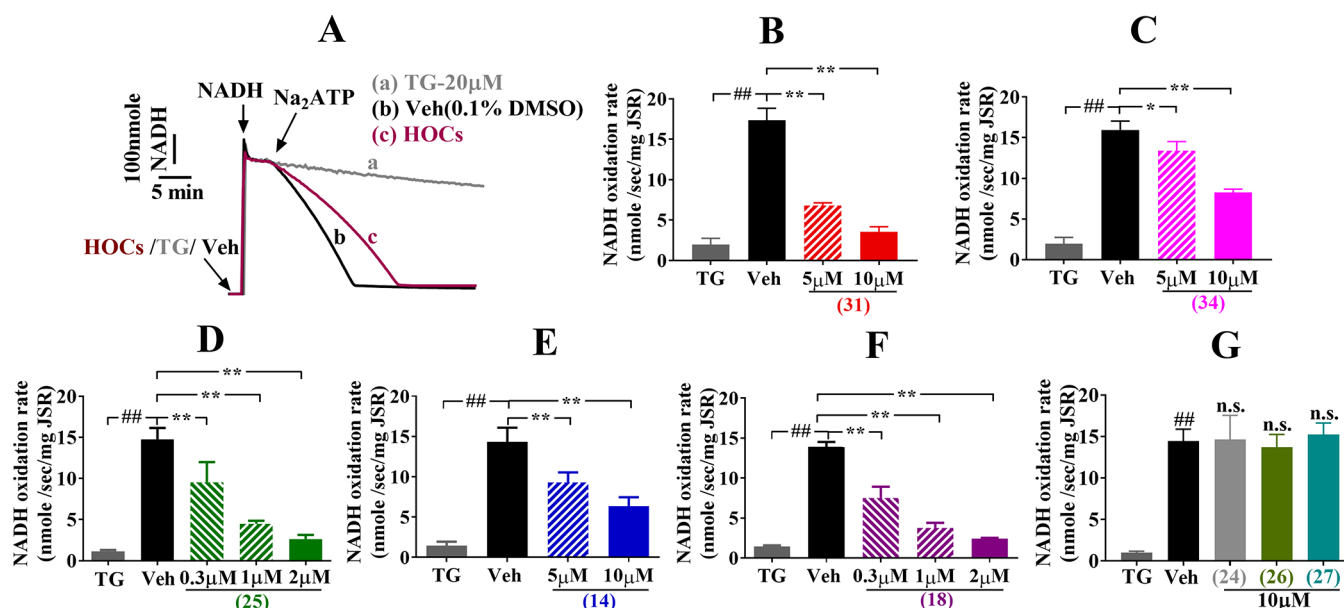 A
NADH
Na₂ATP
(a) TG-20μM
(b) Veh(0.1% DMSO)
(c) HOCs
100nmole
NADH
5 min
a
b
c
HOCs /TG/ Veh
B
NADH oxidation rate
(nmole /sec/mg JSR)
20
15
10
5
0
##
**
**
TG Veh 5μM 10μM
(31)
C
NADH oxidation rate
(nmole /sec/mg JSR)
20
15
10
5
0
##
*
**
TG Veh 5μM 10μM
(34)
D
NADH oxidation rate
(nmole /sec/mg JSR)
20
15
10
5
0
##
**
**
**
TG Veh 0.3μM 1μM 2μM
(25)
E
NADH oxidation rate
(nmole /sec/mg JSR)
20
15
10
5
0
##
**
**
TG Veh 5μM 10μM
(14)
F
NADH oxidation rate
(nmole /sec/mg JSR)
20
15
10
5
0
##
**
**
**
TG Veh 0.3μM 1μM 2μM
(18)
G
NADH oxidation rate
(nmole /sec/mg JSR)
20
15
10
5
0
##
n.s.
n.s.
n.s.
TG Veh (24) (26) (27)
10μM